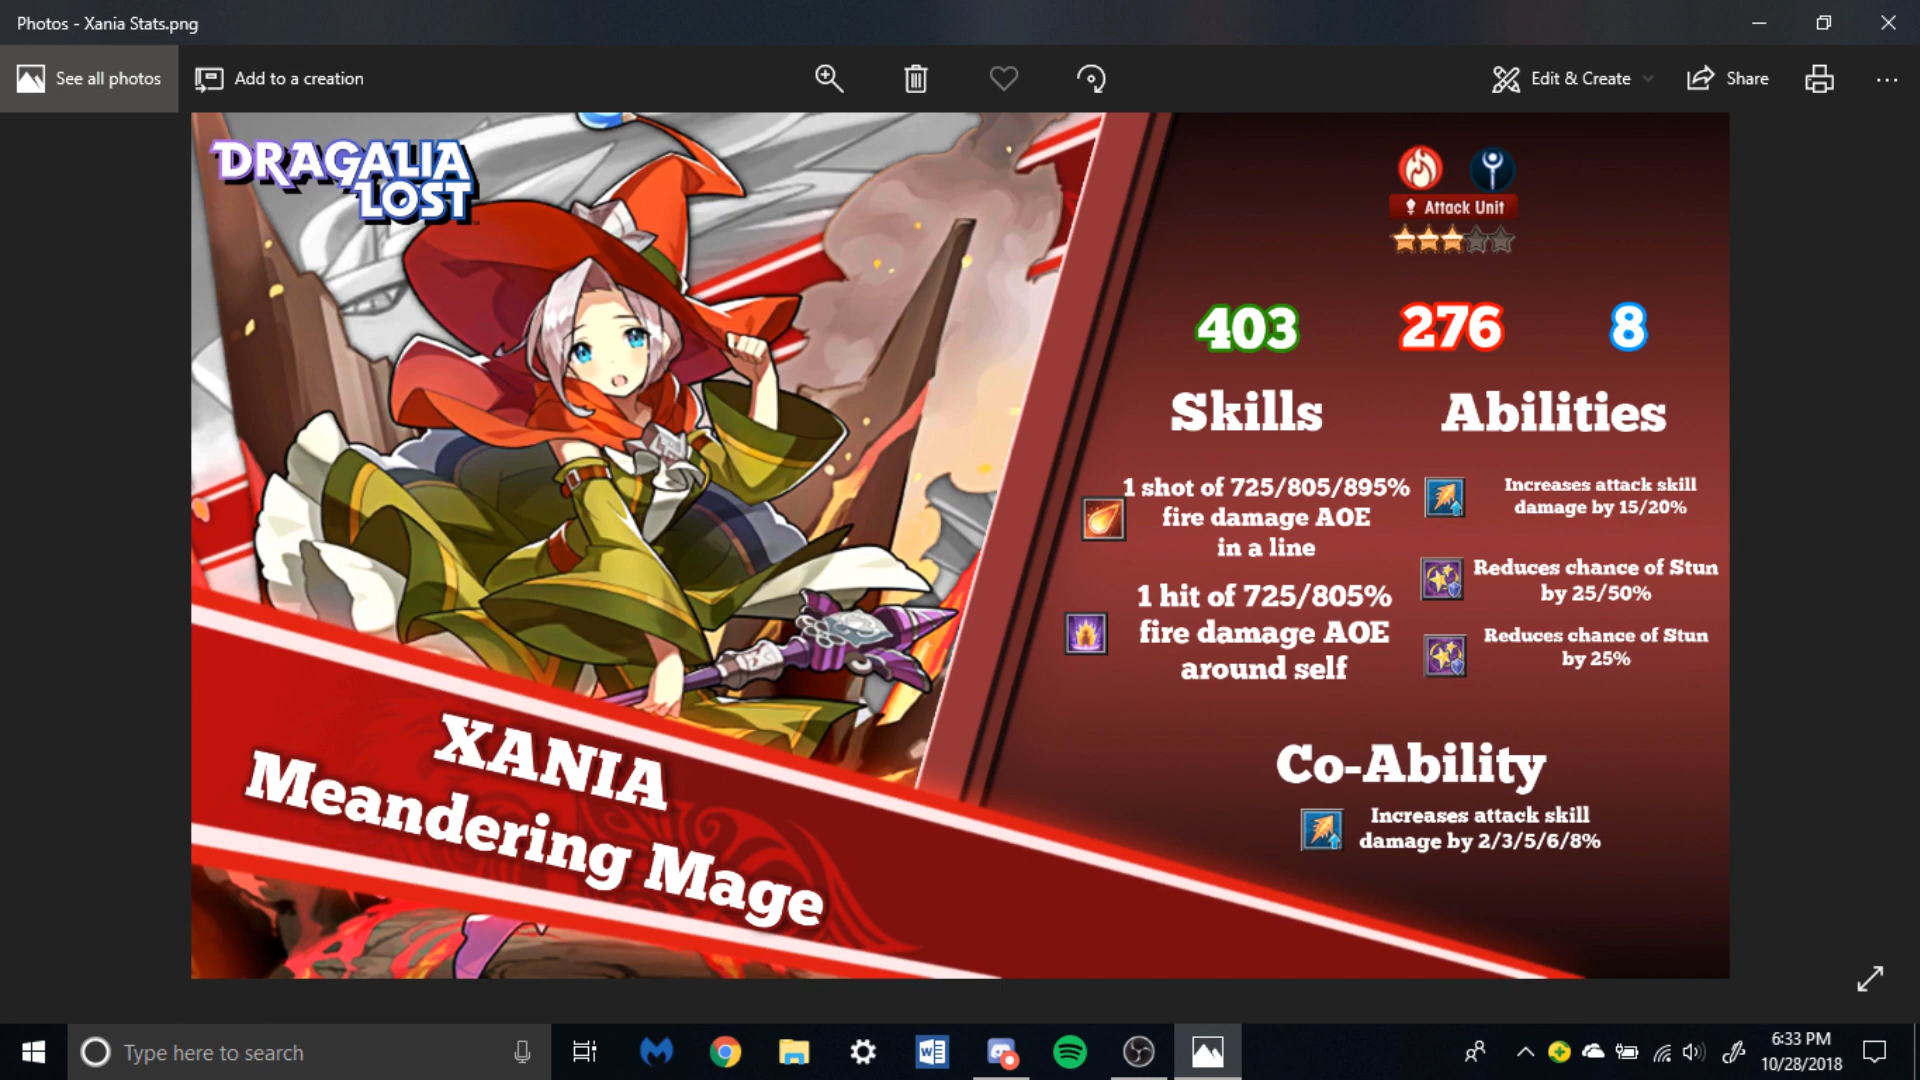 Photos - Xania Stats.png
See all photos
Add to a creation
Edit & Create
Share
DRAGALIA
LOST
Attack Unit
403
276
8
Skills
1 shot of 725/805/895%
fire damage AOE
in a line
1 hit of 725/805%
fire damage AOE
around self
Abilities
Increases attack skill
damage by 15/20%
Reduces chance of Stun
by 25/50%
Reduces chance of Stun
by 25%
Co-Ability
Increases attack skill
damage by 2/3/5/6/8%
XANIA
Meandering Mage
Type here to search
6:33 PM
10/28/2018